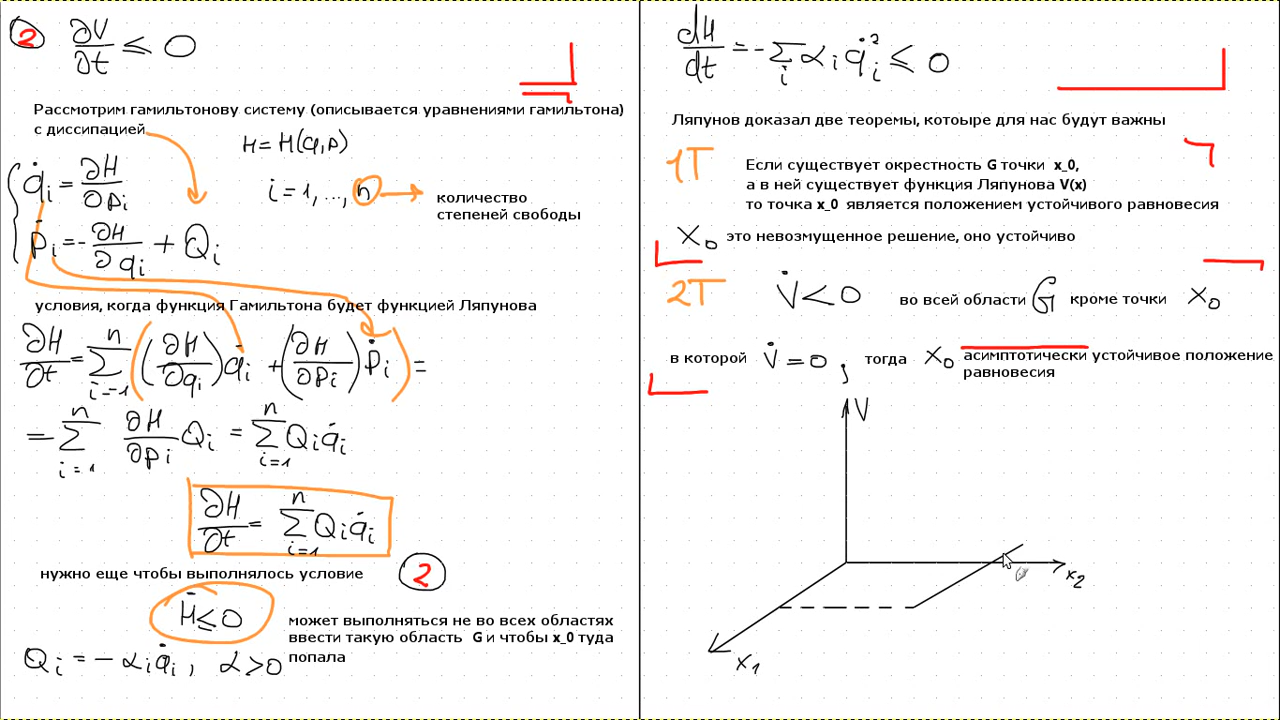 2 ∂V/∂t ≤ 0
Рассмотрим гамильтонову систему (описывается уравнениями гамильтона)
с диссипацией
H = H(q,p)
q̇i = ∂H/∂pi
i = 1, ..., n → количество
степеней свободы
ṗi = -∂H/∂qi + Qi
условия, когда функция Гамильтона будет функцией Ляпунова
∂H/∂t = ∑ i=1 n ((∂H/∂qi) q̇i + (∂H/∂pi) ṗi) =
= ∑ i=1 n ∂H/∂pi Qi = ∑ i=1 n Qi q̇i
∂H/∂t = ∑ i=1 n Qi q̇i
нужно еще чтобы выполнялось условие 2
Ḣ ≤ 0
может выполняться не во всех областях
ввести такую область G и чтобы x_0 туда
попала
Qi = - αi q̇i, α > 0
dH/dt = - ∑ i αi q̇i² ≤ 0
Ляпунов доказал две теоремы, котоыре для нас будут важны
1T
Если существует окрестность G точки x_0,
а в ней существует функция Ляпунова V(x)
то точка x_0 является положением устойчивого равновесия
x0 это невозмущенное решение, оно устойчиво
2T V̇ < 0 во всей области G кроме точки x0
в которой V̇ = 0, тогда x0 асимптотически устойчивое положение
равновесия
V
x2
x1